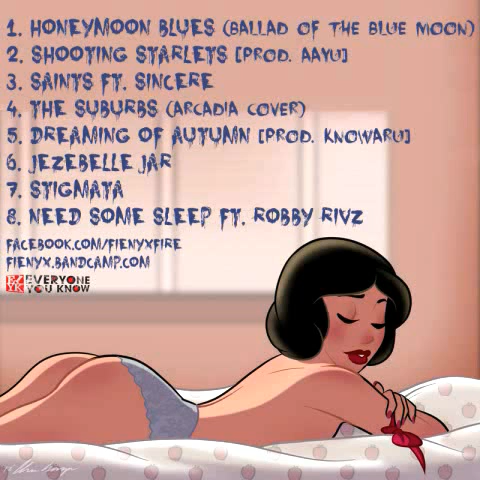 1. HONEYMOON BLUES (BALLAD OF THE BLUE MOON)
2. SHOOTING STARLETS [PROD. AAYU]
3. SAINTS FT. SINCERE
4. THE SUBURBS (ARCADIA COVER)
5. DREAMING OF AUTUMN [PROD. KNOWARU]
6. JEZEBELLE JAR
7. STIGMATA
8. NEED SOME SLEEP FT. ROBBY RIVZ
FACEBOOK.COM/FIENYXFIRE
FIENYX.BANDCAMP.COM
EVERYONE
YOU KNOW